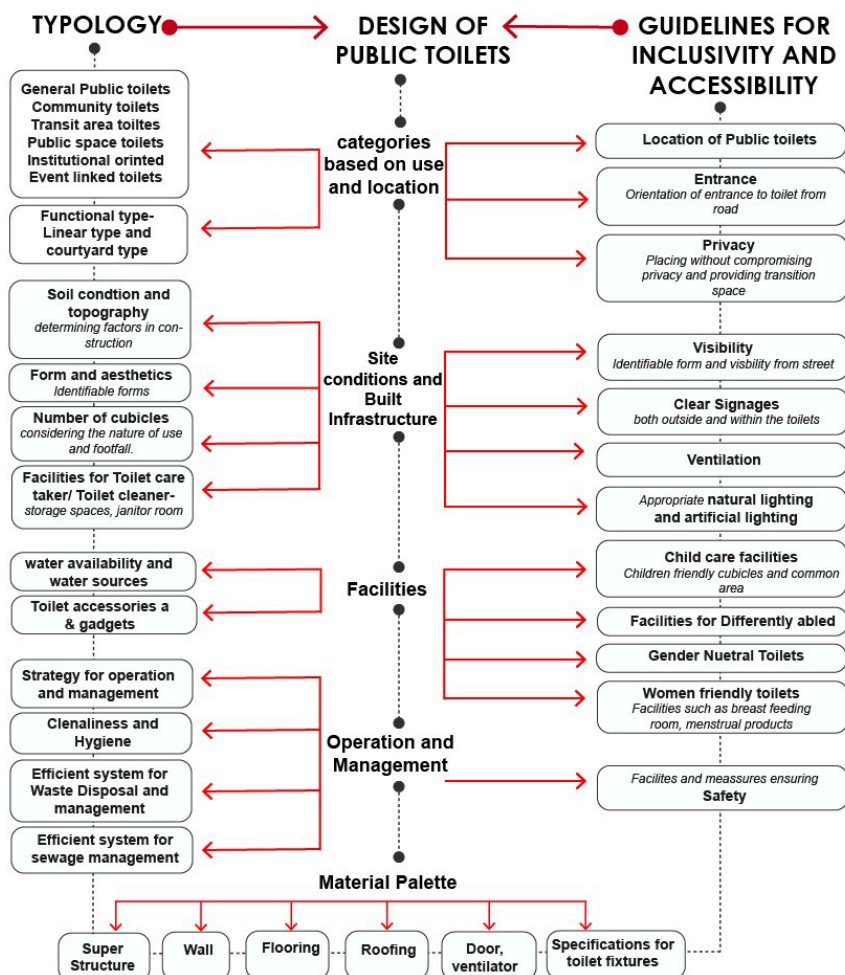 TYPOLOGY
DESIGN OF
PUBLIC TOILETS
GUIDELINES FOR
INCLUSIVITY AND
ACCESSIBILITY
General Public toilets
Community toilets
Transit area toiltes
Public space toilets
Institutional orinted
Event linked toilets
Functional type-
Linear type and
courtyard type
categories
based on use
and location
Location of Public toilets
Entrance
Orientation of entrance to toilet from
road
Privacy
Placing without compromising
privacy and providing transition
space
Soil condtion and
topography
determining factors in con-
struction
Form and aesthetics
Identifiable forms
Number of cubicles
considering the nature of use
and footfall.
Facilities for Toilet care
taker/ Toilet cleaner-
storage spaces, janitor room
Site
conditions and
Built
Infrastructure
Visibility
Identifiable form and visbility from street
Clear Signages
both outside and within the toilets
Ventilation
Appropriate natural lighting
and artificial lighting
water availability and
water sources
Toilet accessories a
& gadgets
Facilities
Child care facilities
Children friendly cubicles and common
area
Facilities for Differently abled
Gender Nuetral Toilets
Women friendly toilets
Facilities such as breast feeding
room, menstrual products
Strategy for operation
and management
Clenaliness and
Hygiene
Efficient system for
Waste Disposal and
management
Efficient system for
sewage management
Operation and
Management
Facilites and meassures ensuring
Safety
Material Palette
Super
Structure
Wall
Flooring
Roofing
Door,
ventilator
Specifications for
toilet fixtures